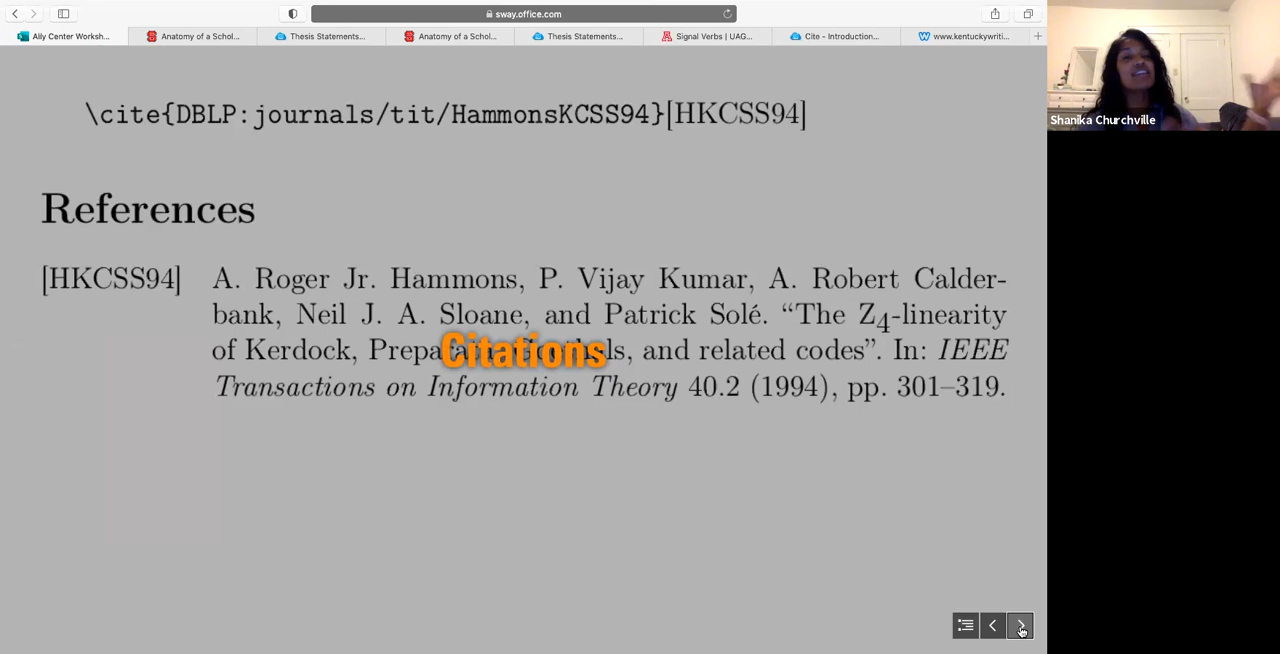 sway.office.com
Ally Center Worksh...
Anatomy of a Schol...
Thesis Statements...
Anatomy of a Schol...
Thesis Statements...
Signal Verbs | UAG...
Cite - Introduction...
www.kentuckywriti...
Shanika Churchville
\cite{DBLP:journals/tit/HammonsKCSS94}[HKCSS94]
References
[HKCSS94] A. Roger Jr. Hammons, P. Vijay Kumar, A. Robert Calder-
bank, Neil J. A. Sloane, and Patrick Solé. “The Z4-linearity
of Kerdock, and related codes”. In: IEEE
Citations
Transactions on Information Theory 40.2 (1994), pp. 301–319.